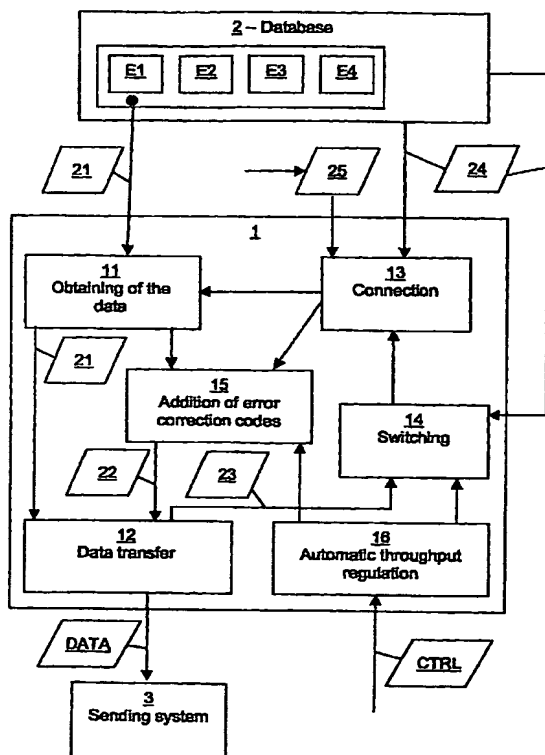 2 – Database
E1 E2 E3 E4
21
25
24
1
11
Obtaining of the
data
13
Connection
21
15
Addition of error
correction codes
14
Switching
22
23
12
Data transfer
16
Automatic throughput
regulation
DATA
CTRL
3
Sending system